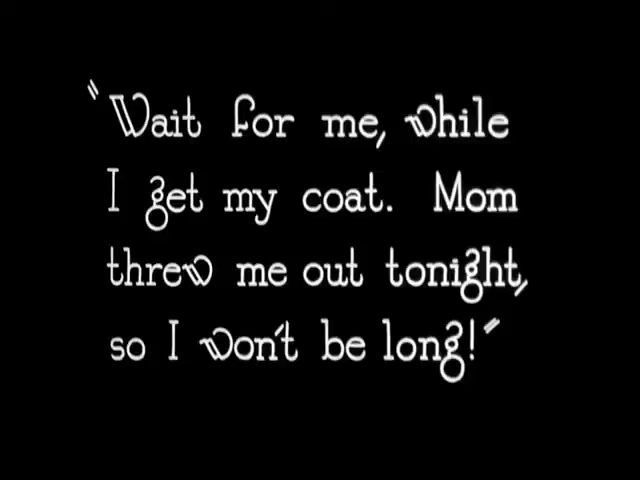 "Wait for me, while
I get my coat. Mom
threw me out tonight,
so I won't be long!"